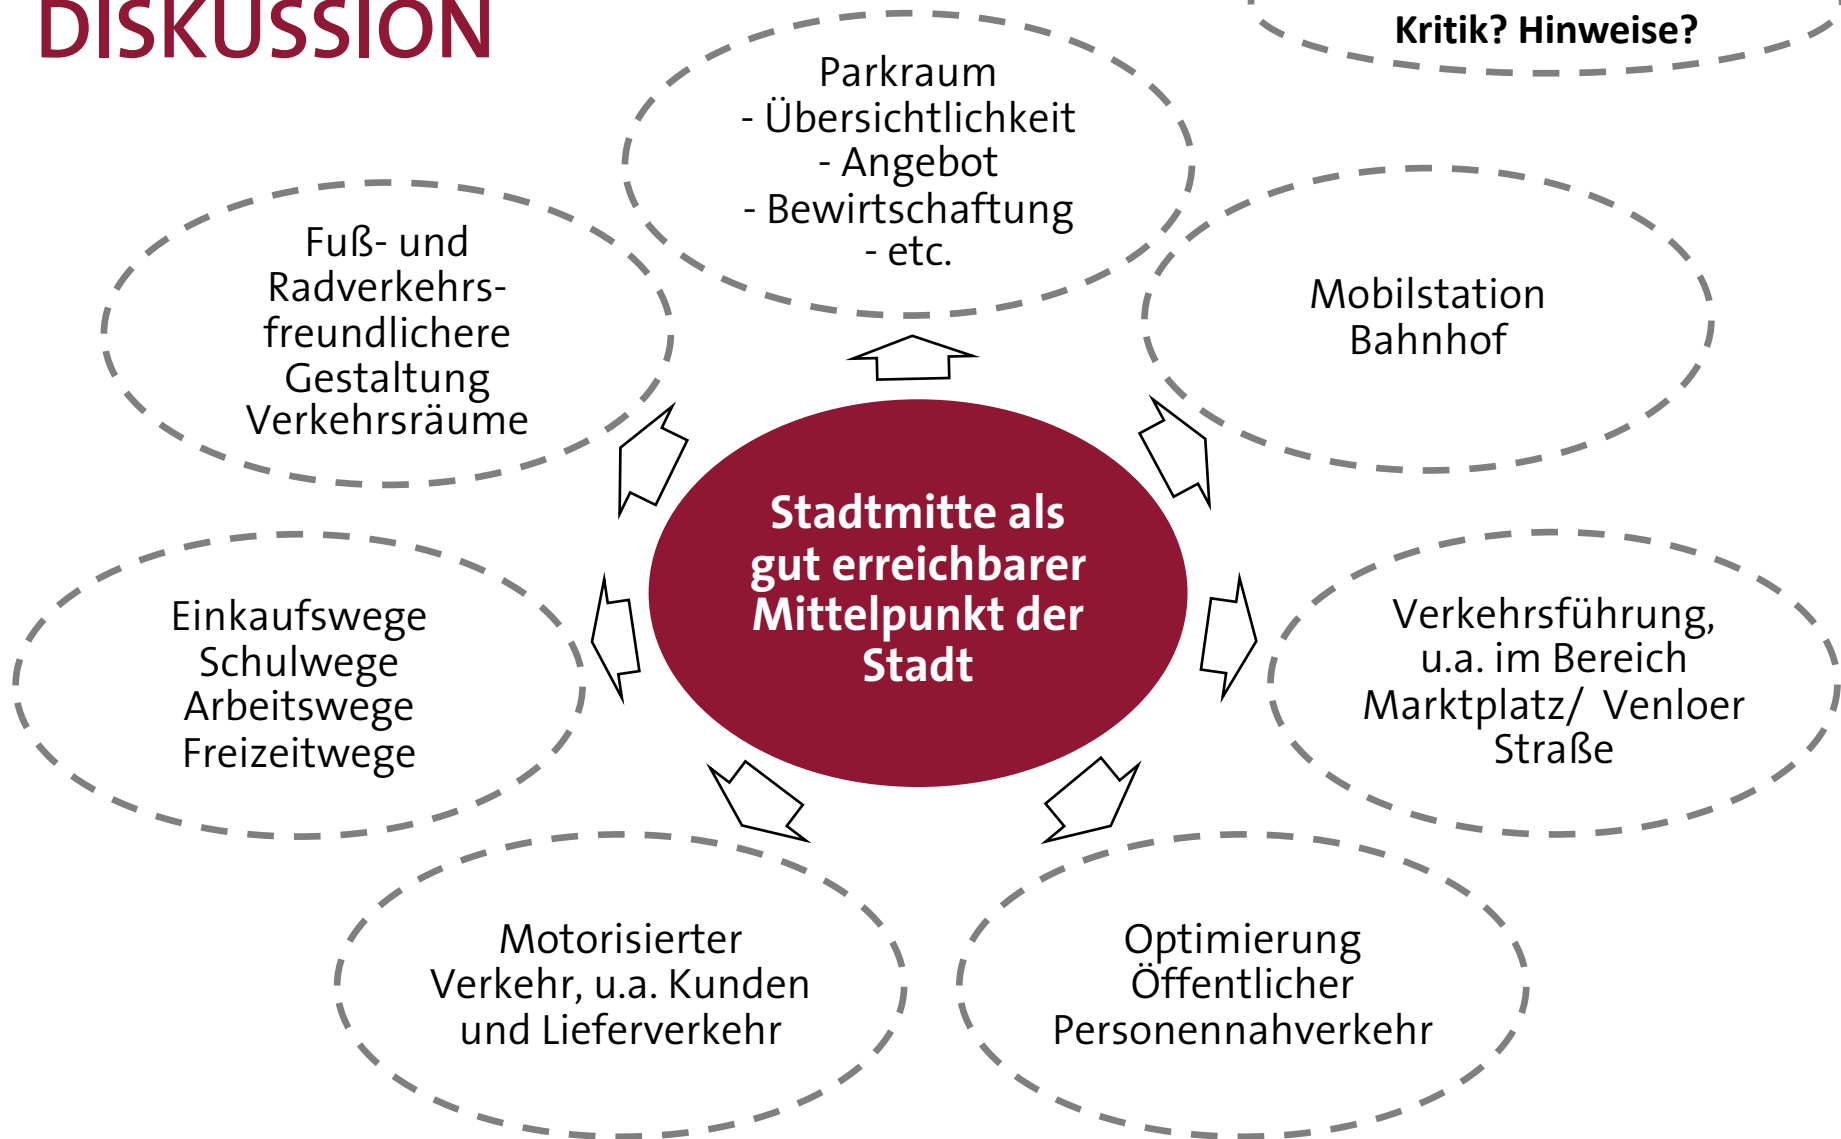 DISKUSSION
Kritik? Hinweise?
Parkraum
- Übersichtlichkeit
- Angebot
- Bewirtschaftung
- etc.
Fuß- und
Radverkehrs-
freundlichere
Gestaltung
Verkehrsräume
Mobilstation
Bahnhof
Stadtmitte als
gut erreichbarer
Mittelpunkt der
Stadt
Einkaufswege
Schulwege
Arbeitswege
Freizeitwege
Verkehrsführung,
u.a. im Bereich
Marktplatz/ Venloer
Straße
Motorisierter
Verkehr, u.a. Kunden
und Lieferverkehr
Optimierung
Öffentlicher
Personennahverkehr